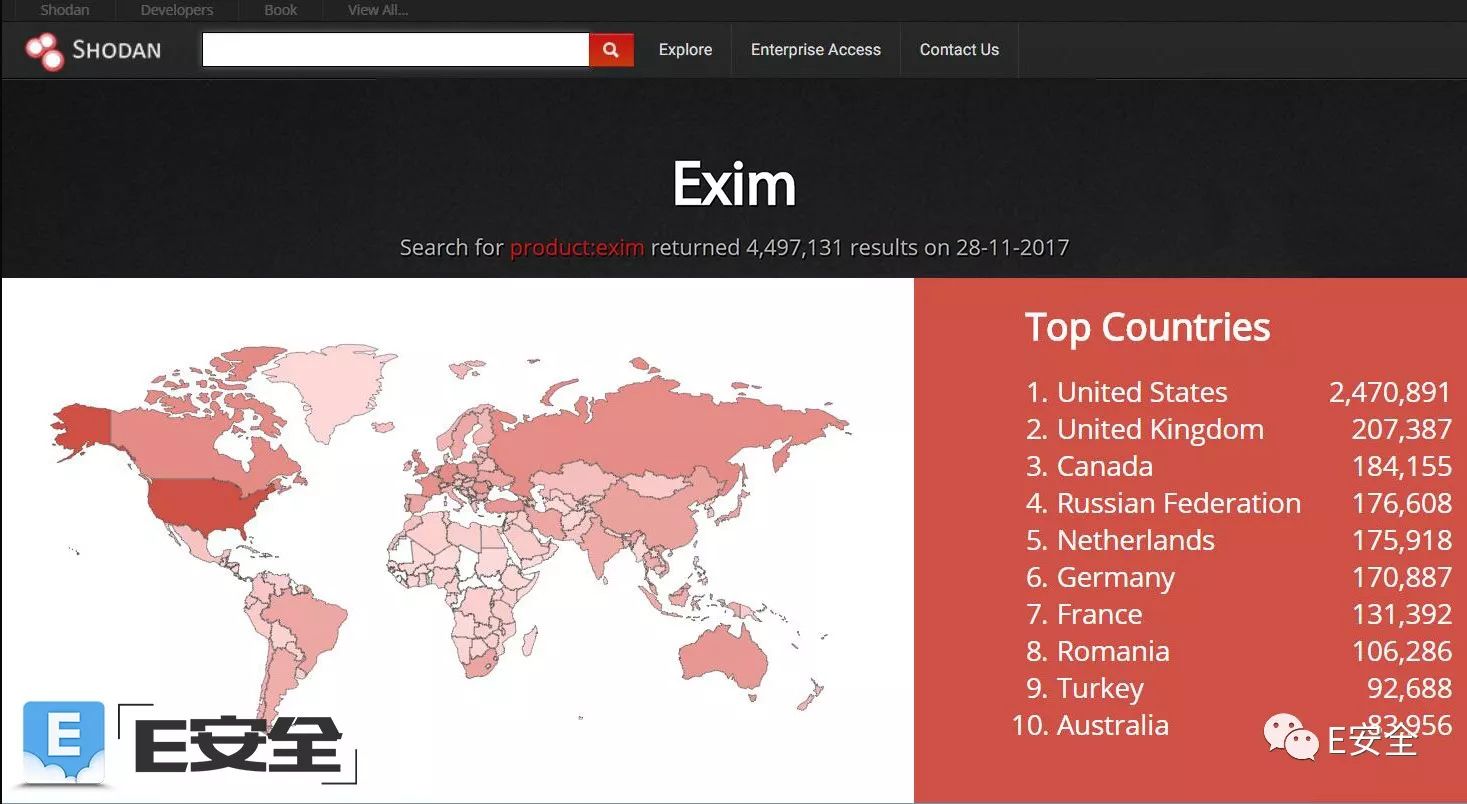 Shodan Developers Book View All...
SHODAN Explore Enterprise Access Contact Us
Exim
Search for product:exim returned 4,497,131 results on 28-11-2017
Top Countries
1. United States 2,470,891
2. United Kingdom 207,387
3. Canada 184,155
4. Russian Federation 176,608
5. Netherlands 175,918
6. Germany 170,887
7. France 131,392
8. Romania 106,286
9. Turkey 92,688
10. Australia 83,956
E E安全
E安全